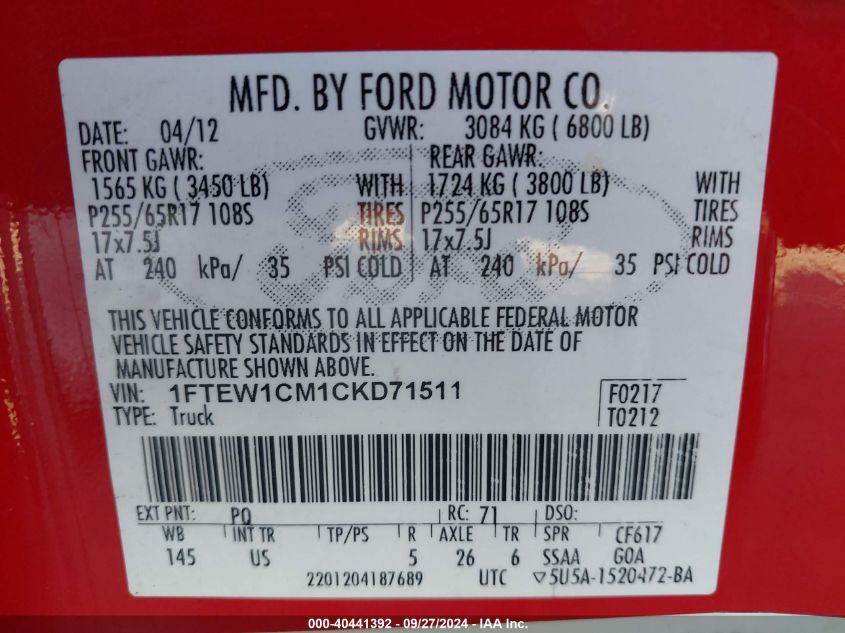 MFD. BY FORD MOTOR CO.
DATE: 04/12 GVWR: 3084 KG ( 6800 LB)
FRONT GAWR: REAR GAWR:
1565 KG ( 3450 LB) WITH 1724 KG ( 3800 LB) WITH
P255/65R17 108S TIRES P255/65R17 108S TIRES
17x7.5J RIMS 17x7.5J RIMS
AT 240 kPa/ 35 PSI COLD AT 240 kPa/ 35 PSI COLD
Ford
THIS VEHICLE CONFORMS TO ALL APPLICABLE FEDERAL MOTOR
VEHICLE SAFETY STANDARDS IN EFFECT ON THE DATE OF
MANUFACTURE SHOWN ABOVE.
VIN: 1FTEW1CM1CKD71511 F0217
TYPE: Truck T0212
EXT PNT: PQ RC: 71 DSO:
WB INT TR TP/PS R AXLE TR SPR CF617
145 US 5 26 6 SSAA GOA
2201204187689 UTC ▽5U5A-1520472-BA
000-40441392 - 09/27/2024 - IAA Inc.